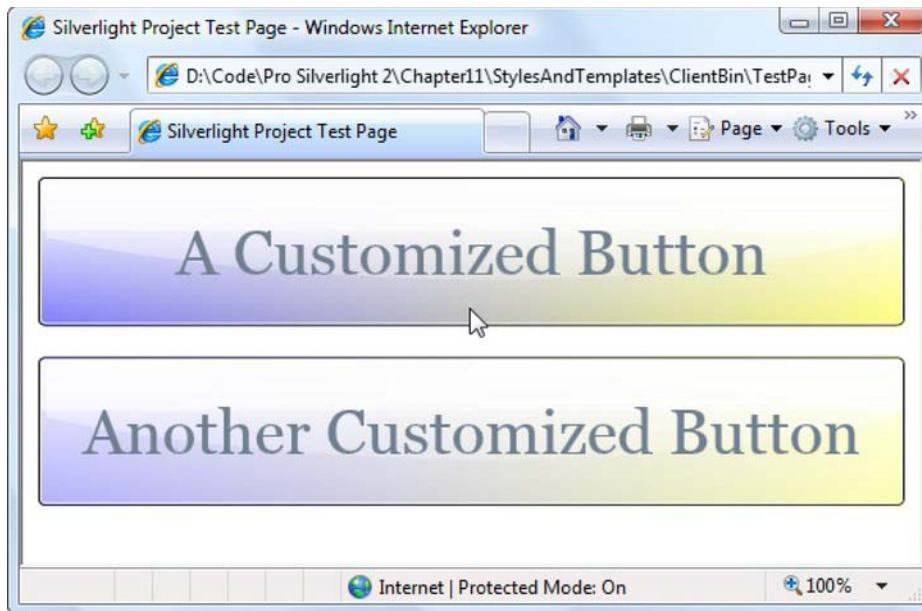 Silverlight Project Test Page - Windows Internet Explorer
D:\Code\Pro Silverlight 2\Chapter11\StylesAndTemplates\ClientBin\TestPa
Silverlight Project Test Page
Page
Tools
A Customized Button
Another Customized Button
Internet | Protected Mode: On
100%